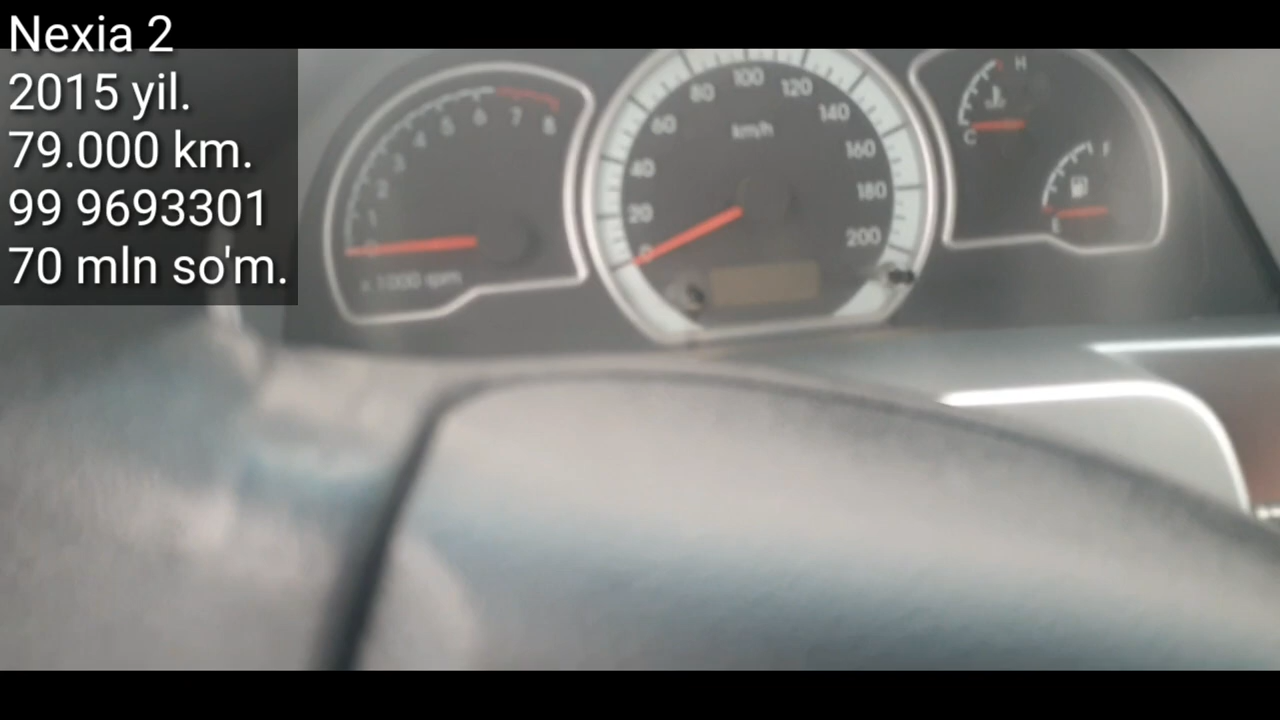 Nexia 2
2015 yil.
79.000 km.
99 9693301
70 mln so'm.
0 1 2 3 4 5 6 7 8
x 1000 rpm
0 20 40 60 80 100 120 140 160 180 200
km/h
H
C
F
E